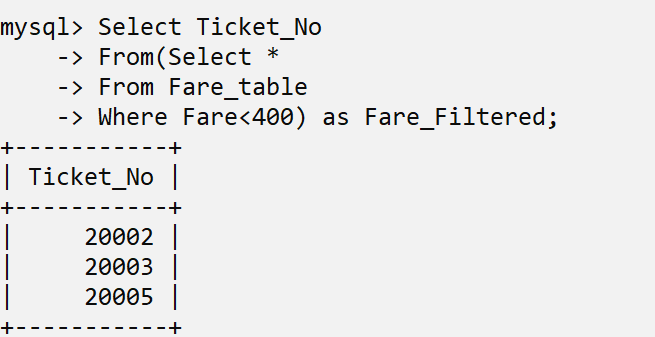 mysql> Select Ticket_No
    -> From(Select *
    -> From Fare_table
    -> Where Fare<400) as Fare_Filtered;
+-----------+
| Ticket_No |
+-----------+
|     20002 |
|     20003 |
|     20005 |
+-----------+